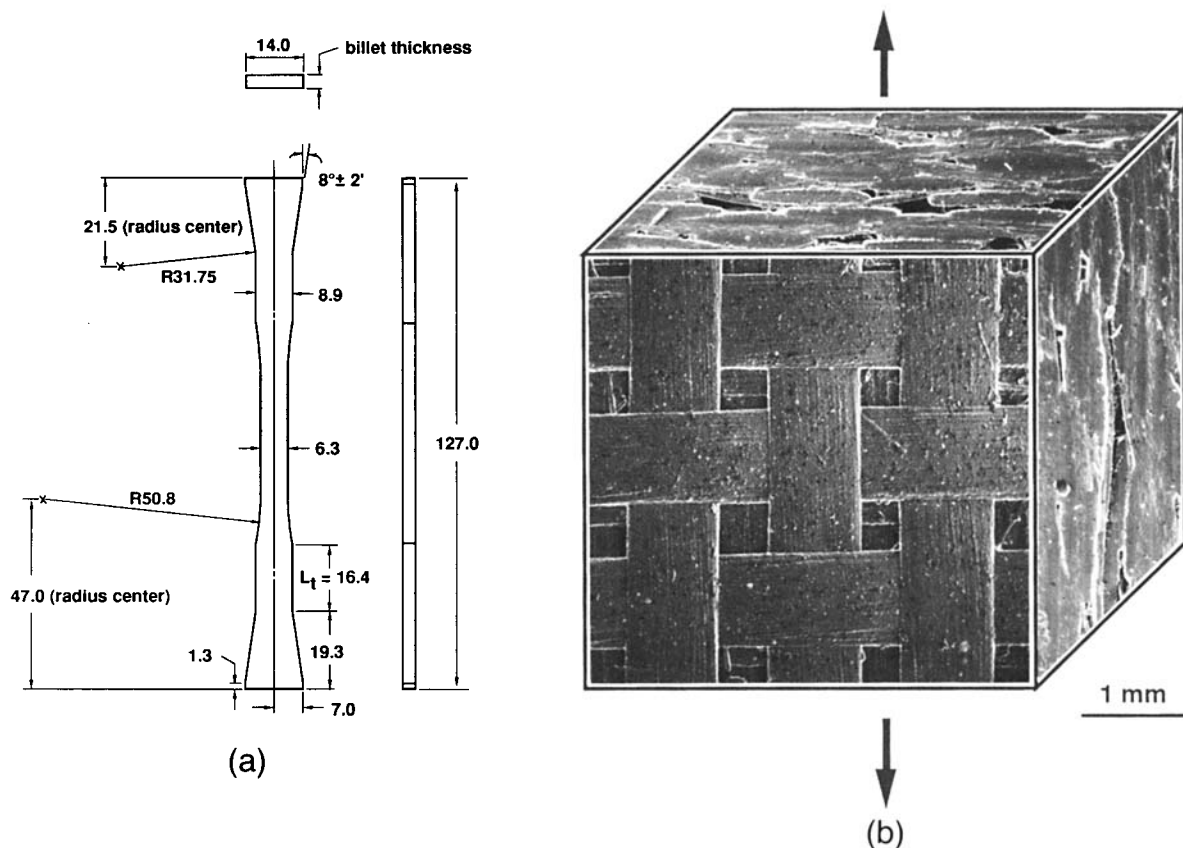 14.0
billet thickness
8°± 2'
21.5 (radius center)
R31.75
8.9
127.0
6.3
R50.8
Lt = 16.4
47.0 (radius center)
19.3
1.3
7.0
(a)
1 mm
(b)